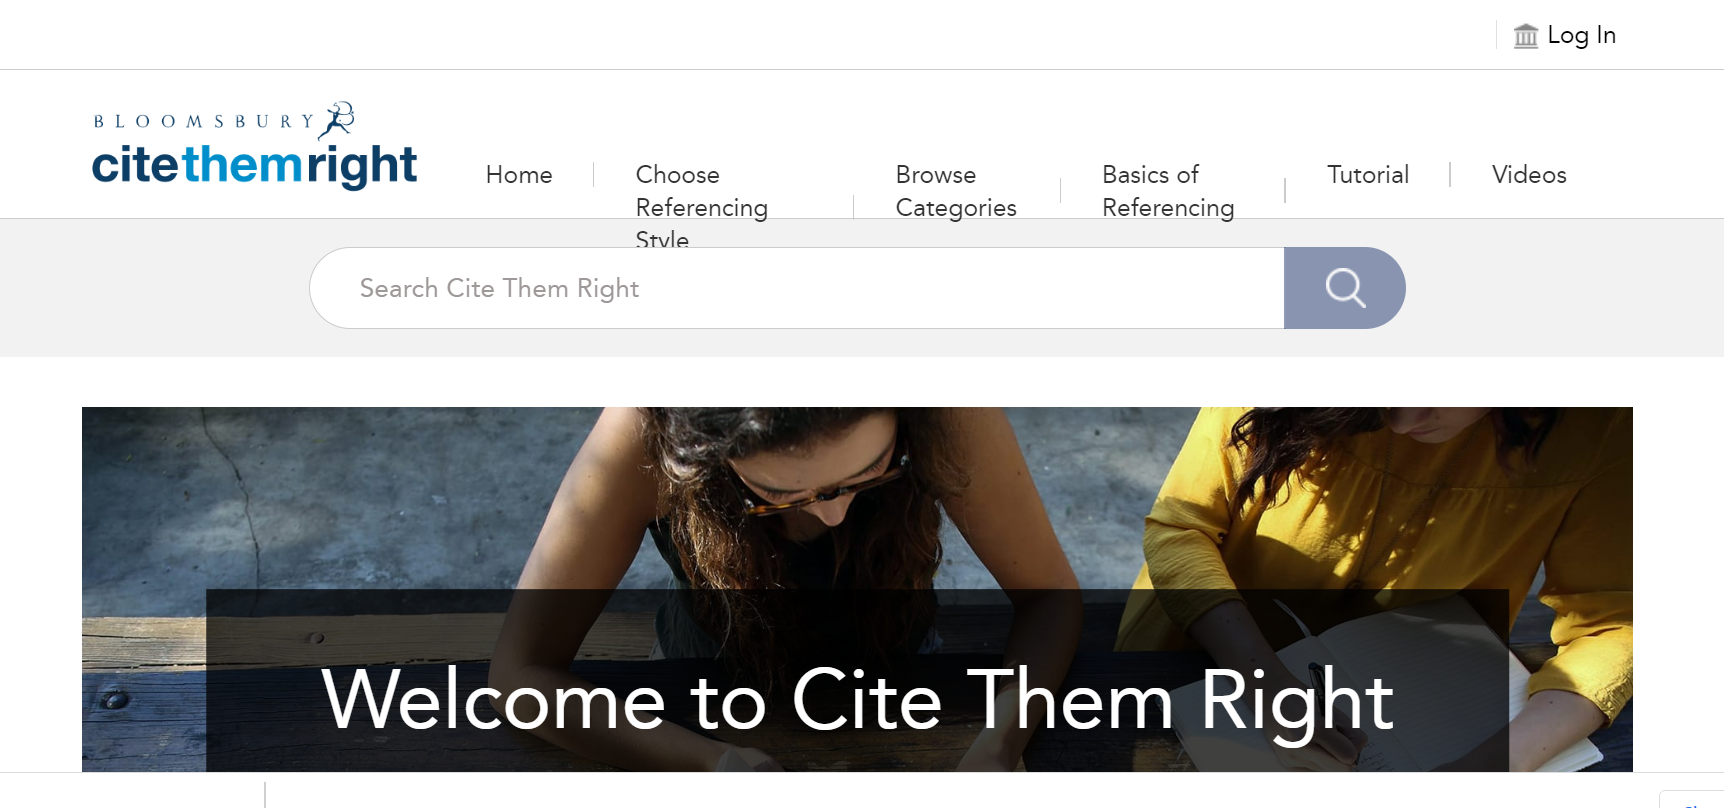 Log In
BLOOMSBURY
citethemright
Home
Choose
Referencing
Style
Browse
Categories
Basics of
Referencing
Tutorial
Videos
Search Cite Them Right
Welcome to Cite Them Right